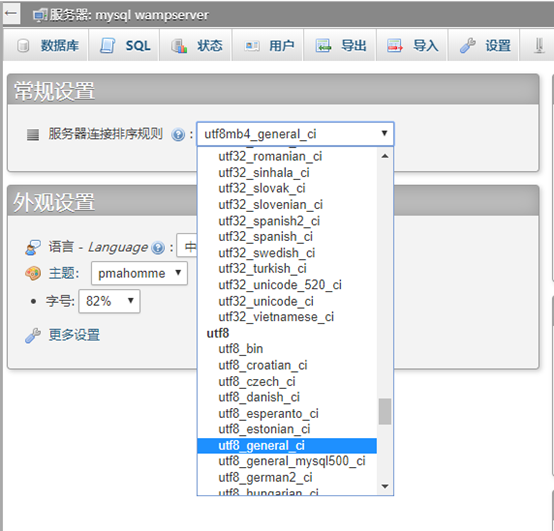 服务器: mysql wampserver
数据库 SQL 状态 用户 导出 导入 设置
常规设置
服务器连接排序规则 : utf8mb4_general_ci
utf32_romanian_ci
utf32_sinhala_ci
utf32_slovak_ci
utf32_slovenian_ci
utf32_spanish2_ci
utf32_spanish_ci
utf32_swedish_ci
utf32_turkish_ci
utf32_unicode_520_ci
utf32_unicode_ci
utf32_vietnamese_ci
utf8
utf8_bin
utf8_croatian_ci
utf8_czech_ci
utf8_danish_ci
utf8_esperanto_ci
utf8_estonian_ci
utf8_general_ci
utf8_general_mysql500_ci
utf8_german2_ci
utf8_hungarian_ci
外观设置
语言 - Language : 中
主题: pmahomme
字号: 82%
更多设置